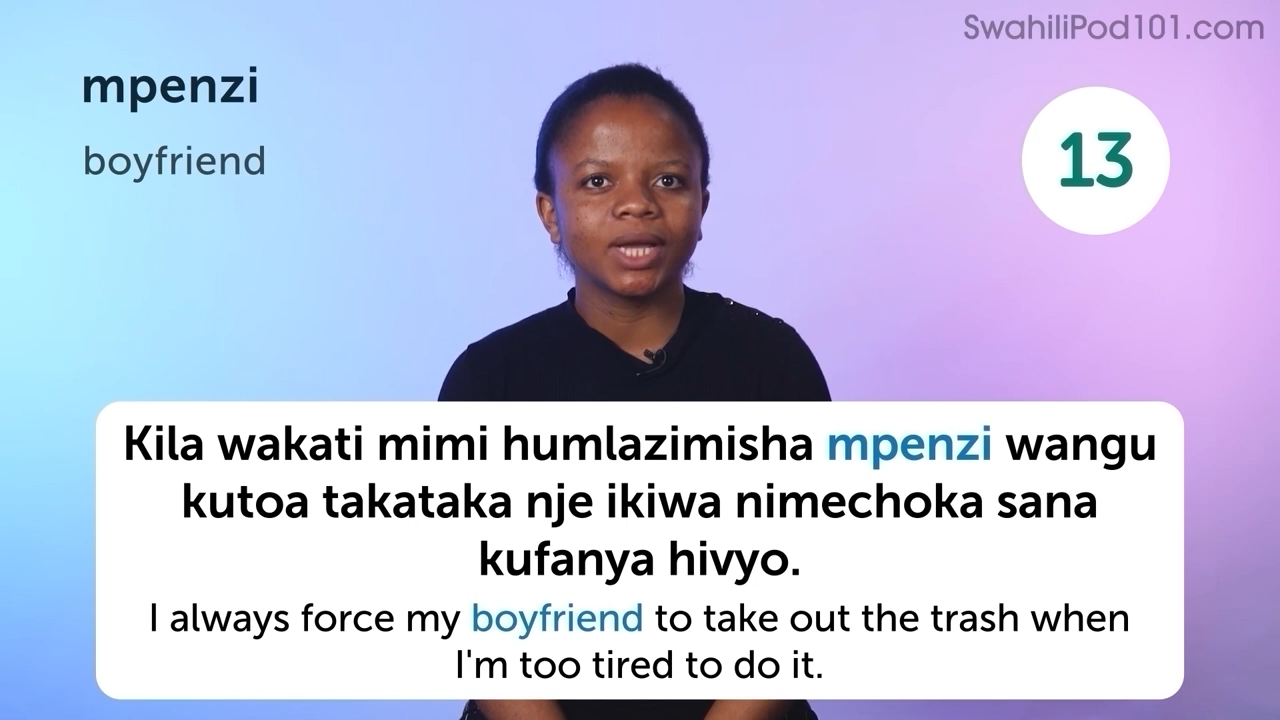 SwahiliPod101.com
mpenzi
boyfriend
13
Kila wakati mimi humlazimisha mpenzi wangu
kutoa takataka nje ikiwa nimechoka sana
kufanya hivyo.
I always force my boyfriend to take out the trash when
I'm too tired to do it.